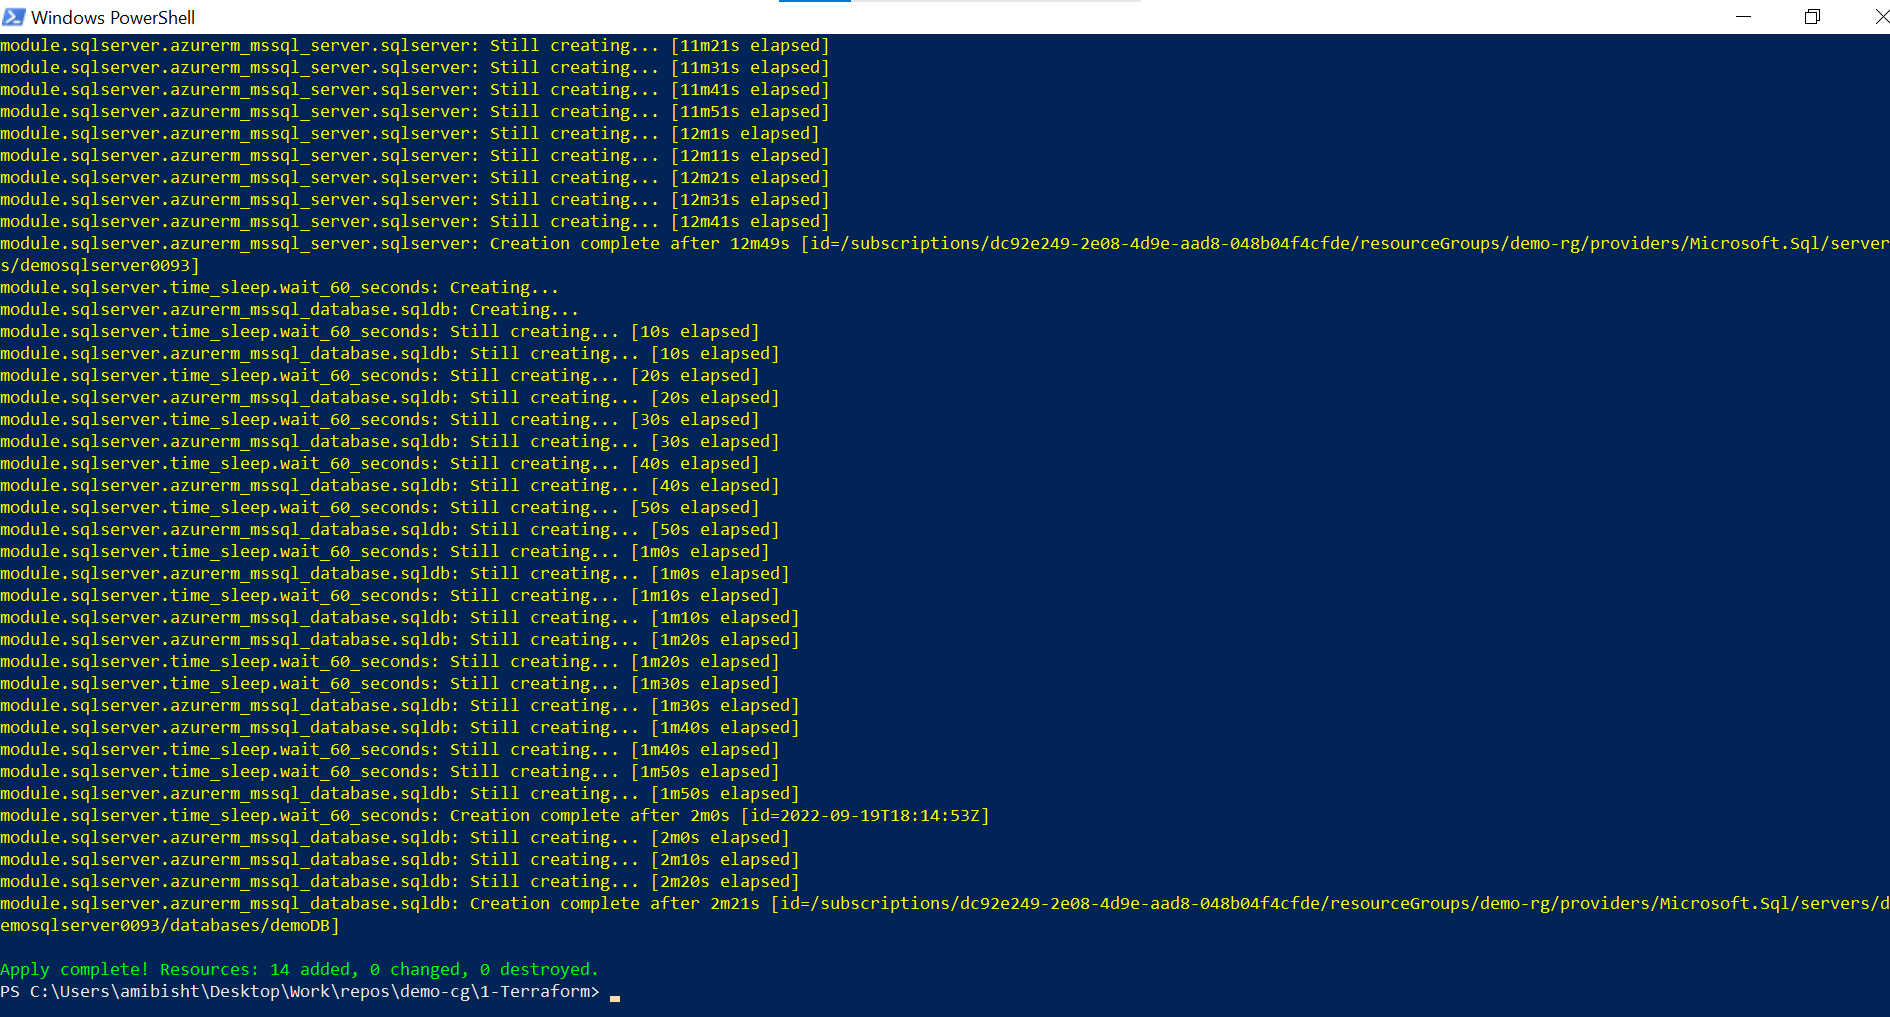 Windows PowerShell
module.sqlserver.azurerm_mssql_server.sqlserver: Still creating... [11m21s elapsed]
module.sqlserver.azurerm_mssql_server.sqlserver: Still creating... [11m31s elapsed]
module.sqlserver.azurerm_mssql_server.sqlserver: Still creating... [11m41s elapsed]
module.sqlserver.azurerm_mssql_server.sqlserver: Still creating... [11m51s elapsed]
module.sqlserver.azurerm_mssql_server.sqlserver: Still creating... [12m1s elapsed]
module.sqlserver.azurerm_mssql_server.sqlserver: Still creating... [12m11s elapsed]
module.sqlserver.azurerm_mssql_server.sqlserver: Still creating... [12m21s elapsed]
module.sqlserver.azurerm_mssql_server.sqlserver: Still creating... [12m31s elapsed]
module.sqlserver.azurerm_mssql_server.sqlserver: Still creating... [12m41s elapsed]
module.sqlserver.azurerm_mssql_server.sqlserver: Creation complete after 12m49s [id=/subscriptions/dc92e249-2e08-4d9e-aad8-048b04f4cfde/resourceGroups/demo-rg/providers/Microsoft.Sql/server
s/demosqlserver0093]
module.sqlserver.time_sleep.wait_60_seconds: Creating...
module.sqlserver.azurerm_mssql_database.sqldb: Creating...
module.sqlserver.time_sleep.wait_60_seconds: Still creating... [10s elapsed]
module.sqlserver.azurerm_mssql_database.sqldb: Still creating... [10s elapsed]
module.sqlserver.time_sleep.wait_60_seconds: Still creating... [20s elapsed]
module.sqlserver.azurerm_mssql_database.sqldb: Still creating... [20s elapsed]
module.sqlserver.time_sleep.wait_60_seconds: Still creating... [30s elapsed]
module.sqlserver.azurerm_mssql_database.sqldb: Still creating... [30s elapsed]
module.sqlserver.time_sleep.wait_60_seconds: Still creating... [40s elapsed]
module.sqlserver.azurerm_mssql_database.sqldb: Still creating... [40s elapsed]
module.sqlserver.time_sleep.wait_60_seconds: Still creating... [50s elapsed]
module.sqlserver.azurerm_mssql_database.sqldb: Still creating... [50s elapsed]
module.sqlserver.time_sleep.wait_60_seconds: Still creating... [1m0s elapsed]
module.sqlserver.azurerm_mssql_database.sqldb: Still creating... [1m0s elapsed]
module.sqlserver.time_sleep.wait_60_seconds: Still creating... [1m10s elapsed]
module.sqlserver.azurerm_mssql_database.sqldb: Still creating... [1m10s elapsed]
module.sqlserver.azurerm_mssql_database.sqldb: Still creating... [1m20s elapsed]
module.sqlserver.time_sleep.wait_60_seconds: Still creating... [1m20s elapsed]
module.sqlserver.time_sleep.wait_60_seconds: Still creating... [1m30s elapsed]
module.sqlserver.azurerm_mssql_database.sqldb: Still creating... [1m30s elapsed]
module.sqlserver.azurerm_mssql_database.sqldb: Still creating... [1m40s elapsed]
module.sqlserver.time_sleep.wait_60_seconds: Still creating... [1m40s elapsed]
module.sqlserver.time_sleep.wait_60_seconds: Still creating... [1m50s elapsed]
module.sqlserver.azurerm_mssql_database.sqldb: Still creating... [1m50s elapsed]
module.sqlserver.time_sleep.wait_60_seconds: Creation complete after 2m0s [id=2022-09-19T18:14:53Z]
module.sqlserver.azurerm_mssql_database.sqldb: Still creating... [2m0s elapsed]
module.sqlserver.azurerm_mssql_database.sqldb: Still creating... [2m10s elapsed]
module.sqlserver.azurerm_mssql_database.sqldb: Still creating... [2m20s elapsed]
module.sqlserver.azurerm_mssql_database.sqldb: Creation complete after 2m21s [id=/subscriptions/dc92e249-2e08-4d9e-aad8-048b04f4cfde/resourceGroups/demo-rg/providers/Microsoft.Sql/servers/d
emosqlserver0093/databases/demoDB]
Apply complete! Resources: 14 added, 0 changed, 0 destroyed.
PS C:\Users\amibisht\Desktop\Work\repos\demo-cg\1-Terraform>